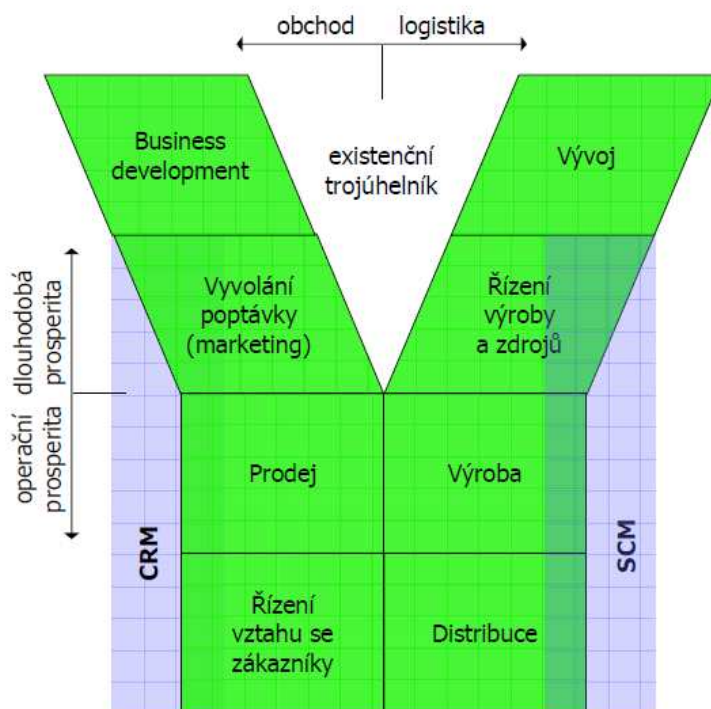 obchod
logistika
Business
development
existenční
trojúhelník
Vývoj
dlouhodobá
prosperita
Vyvolání
poptávky
(marketing)
Řízení
výroby
a zdrojů
operační
prosperita
Prodej
Výroba
CRM
SCM
Řízení
vztahu se
zákazníky
Distribuce